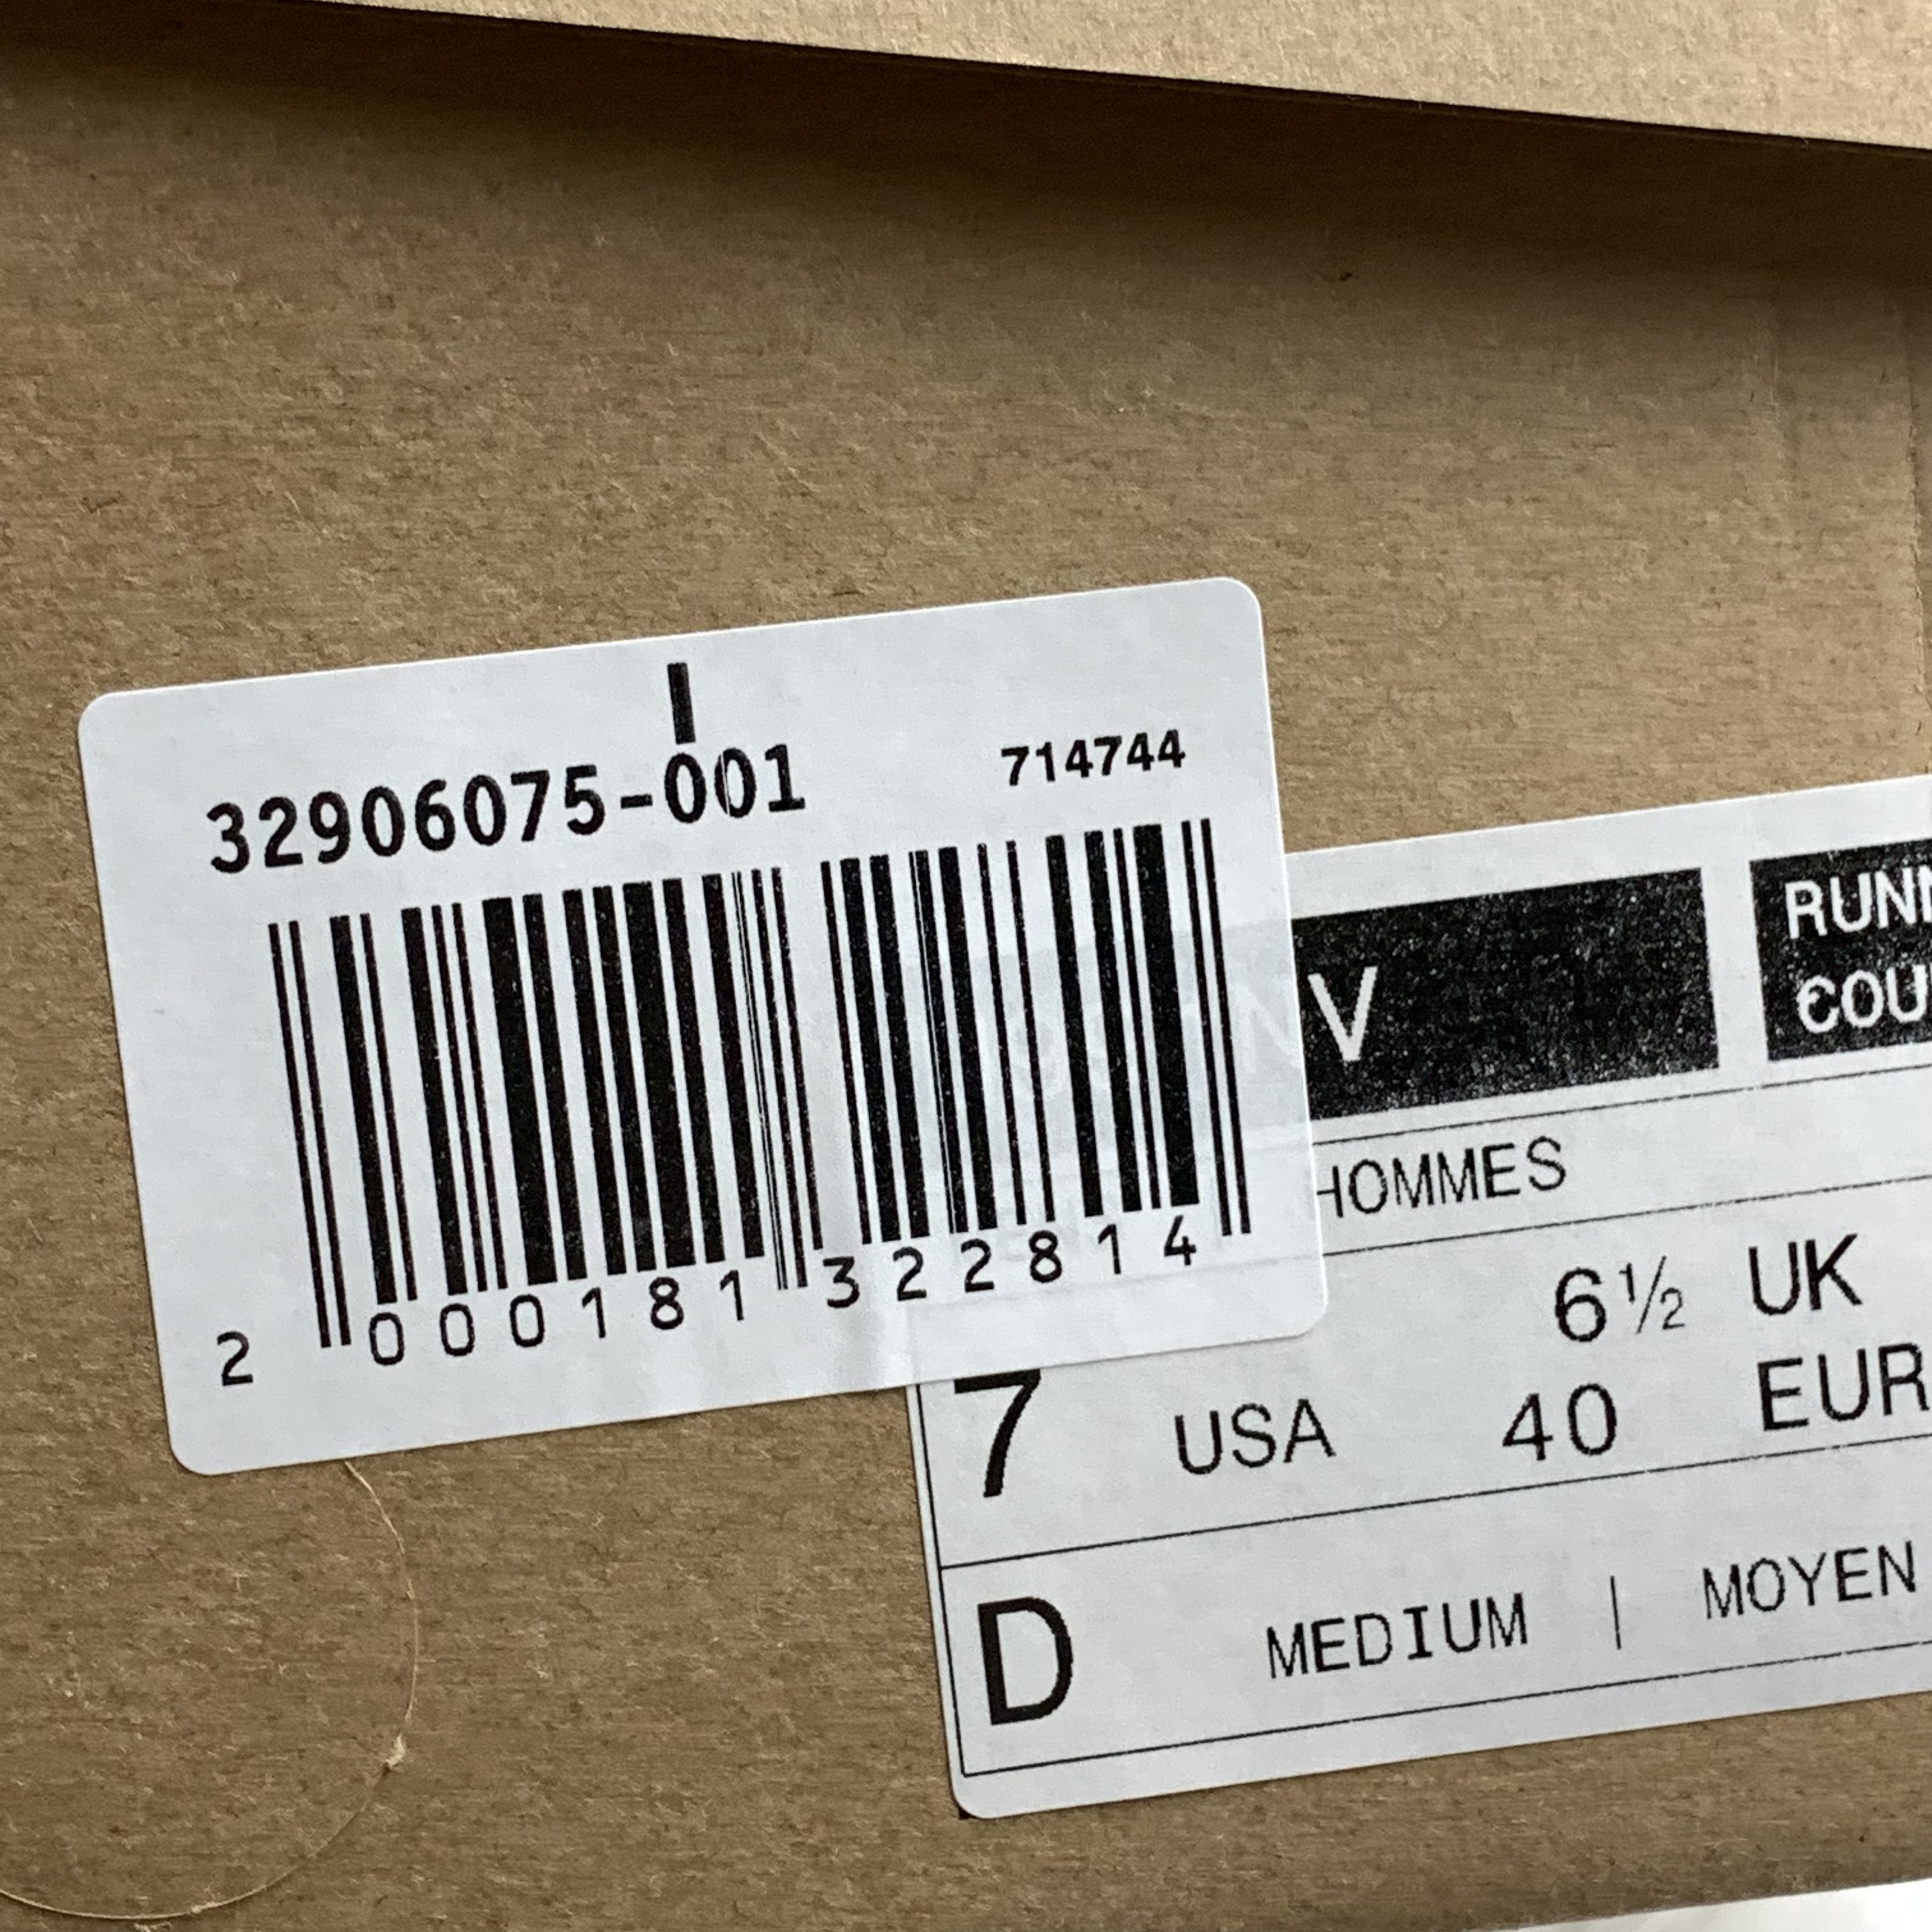 32906075-001 714744
2 000181 322814
V
HOMMES
6½ UK
7 USA 40 EUR
D MEDIUM | MOYEN